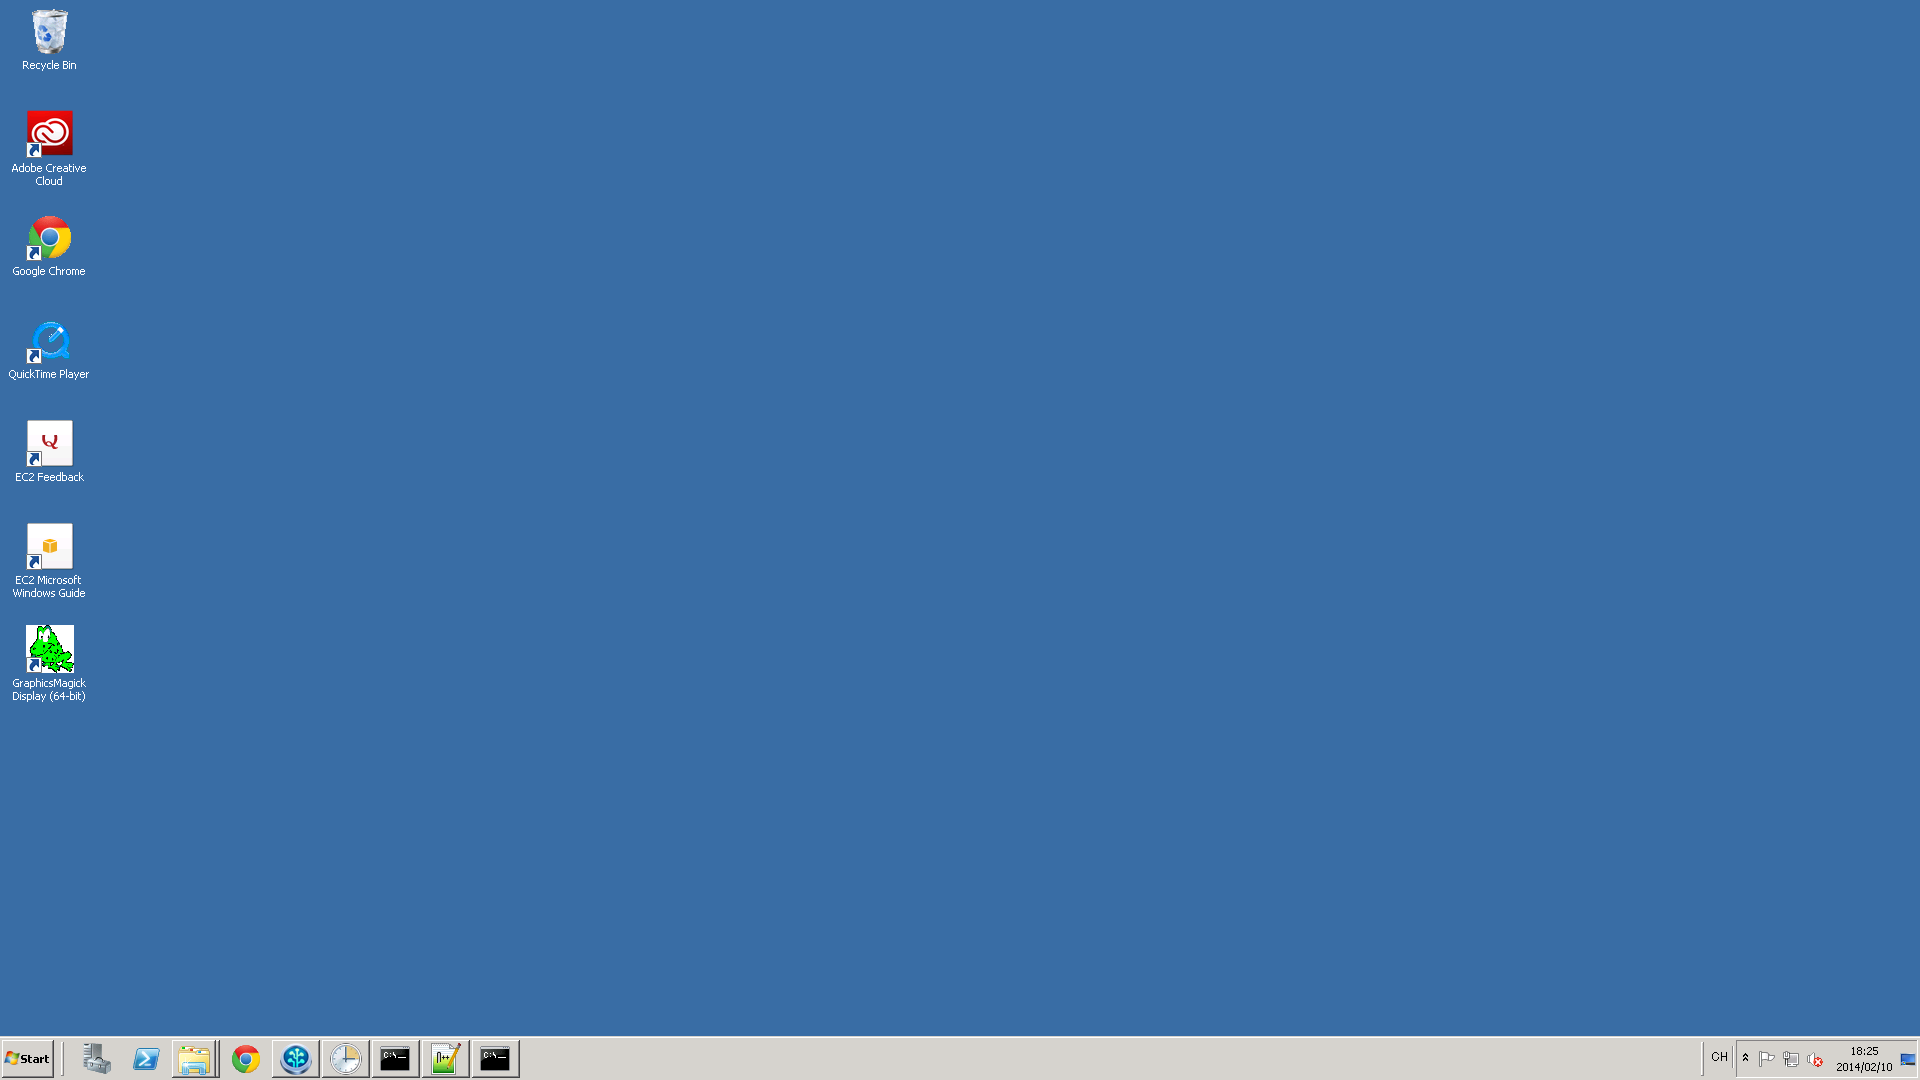 Recycle Bin
Adobe Creative
Cloud
Google Chrome
QuickTime Player
EC2 Feedback
EC2 Microsoft
Windows Guide
GraphicsMagick
Display (64-bit)
Start
C:\_
n++
C:\_
CH
18:25
2014/02/10